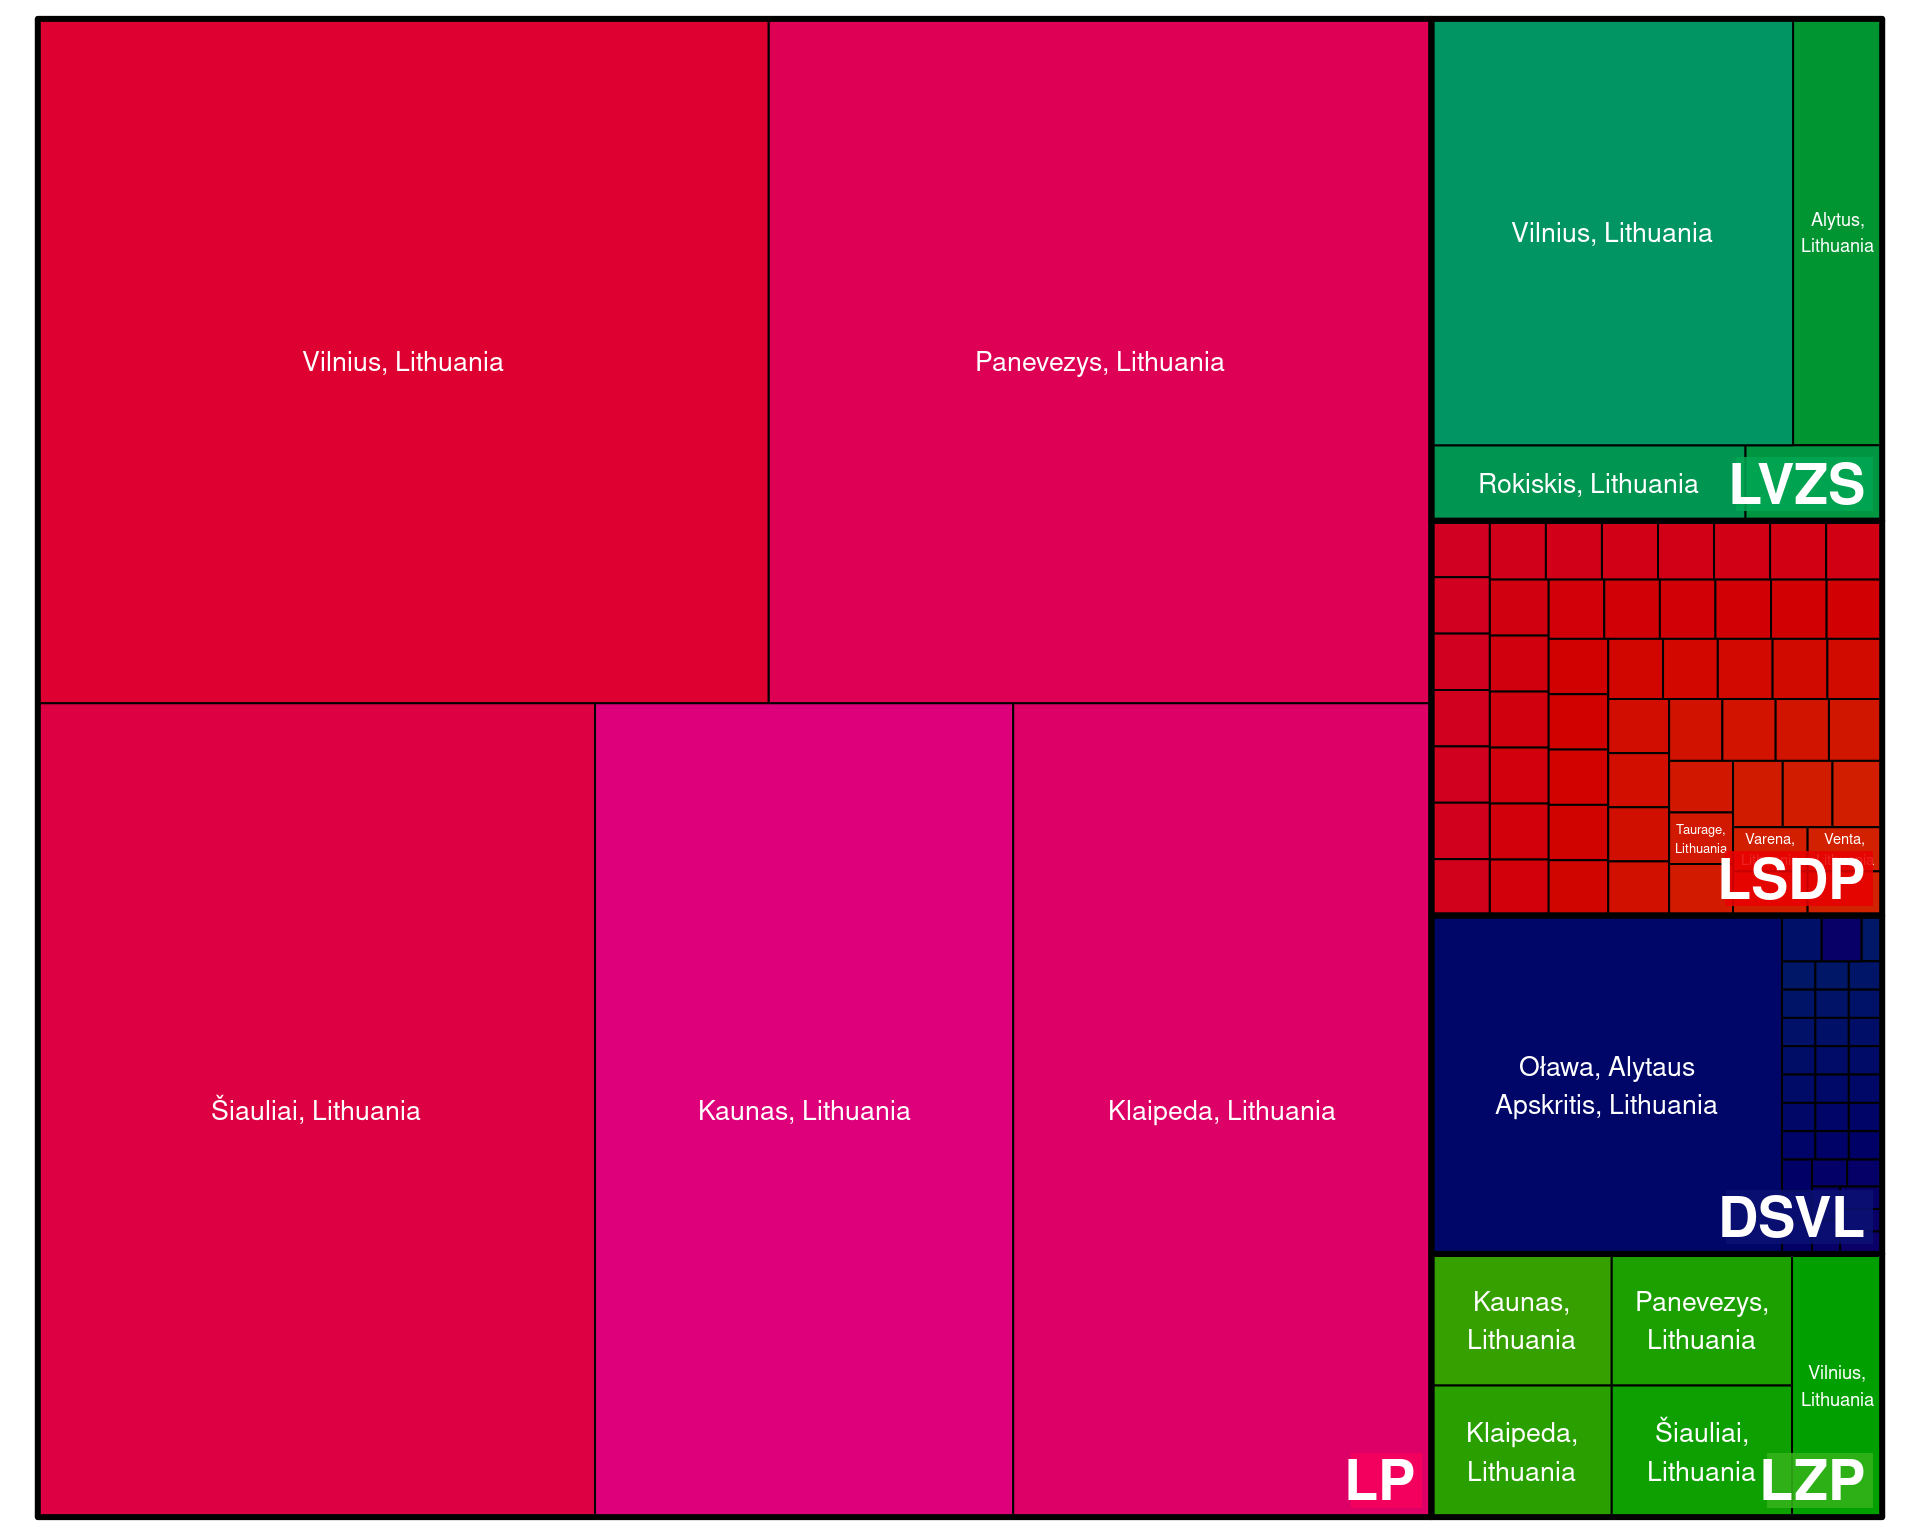 Vilnius, Lithuania
Panevezys, Lithuania
Šiauliai, Lithuania
Kaunas, Lithuania
Klaipeda, Lithuania
LP
Vilnius, Lithuania
Alytus,
Lithuania
Rokiskis, Lithuania
LVZS
Taurage,
Lithuania
Varena,
Venta,
LSDP
Oława, Alytaus
Apskritis, Lithuania
DSVL
Kaunas,
Lithuania
Panevezys,
Lithuania
Klaipeda,
Lithuania
Šiauliai,
Lithuania
Vilnius,
Lithuania
LZP